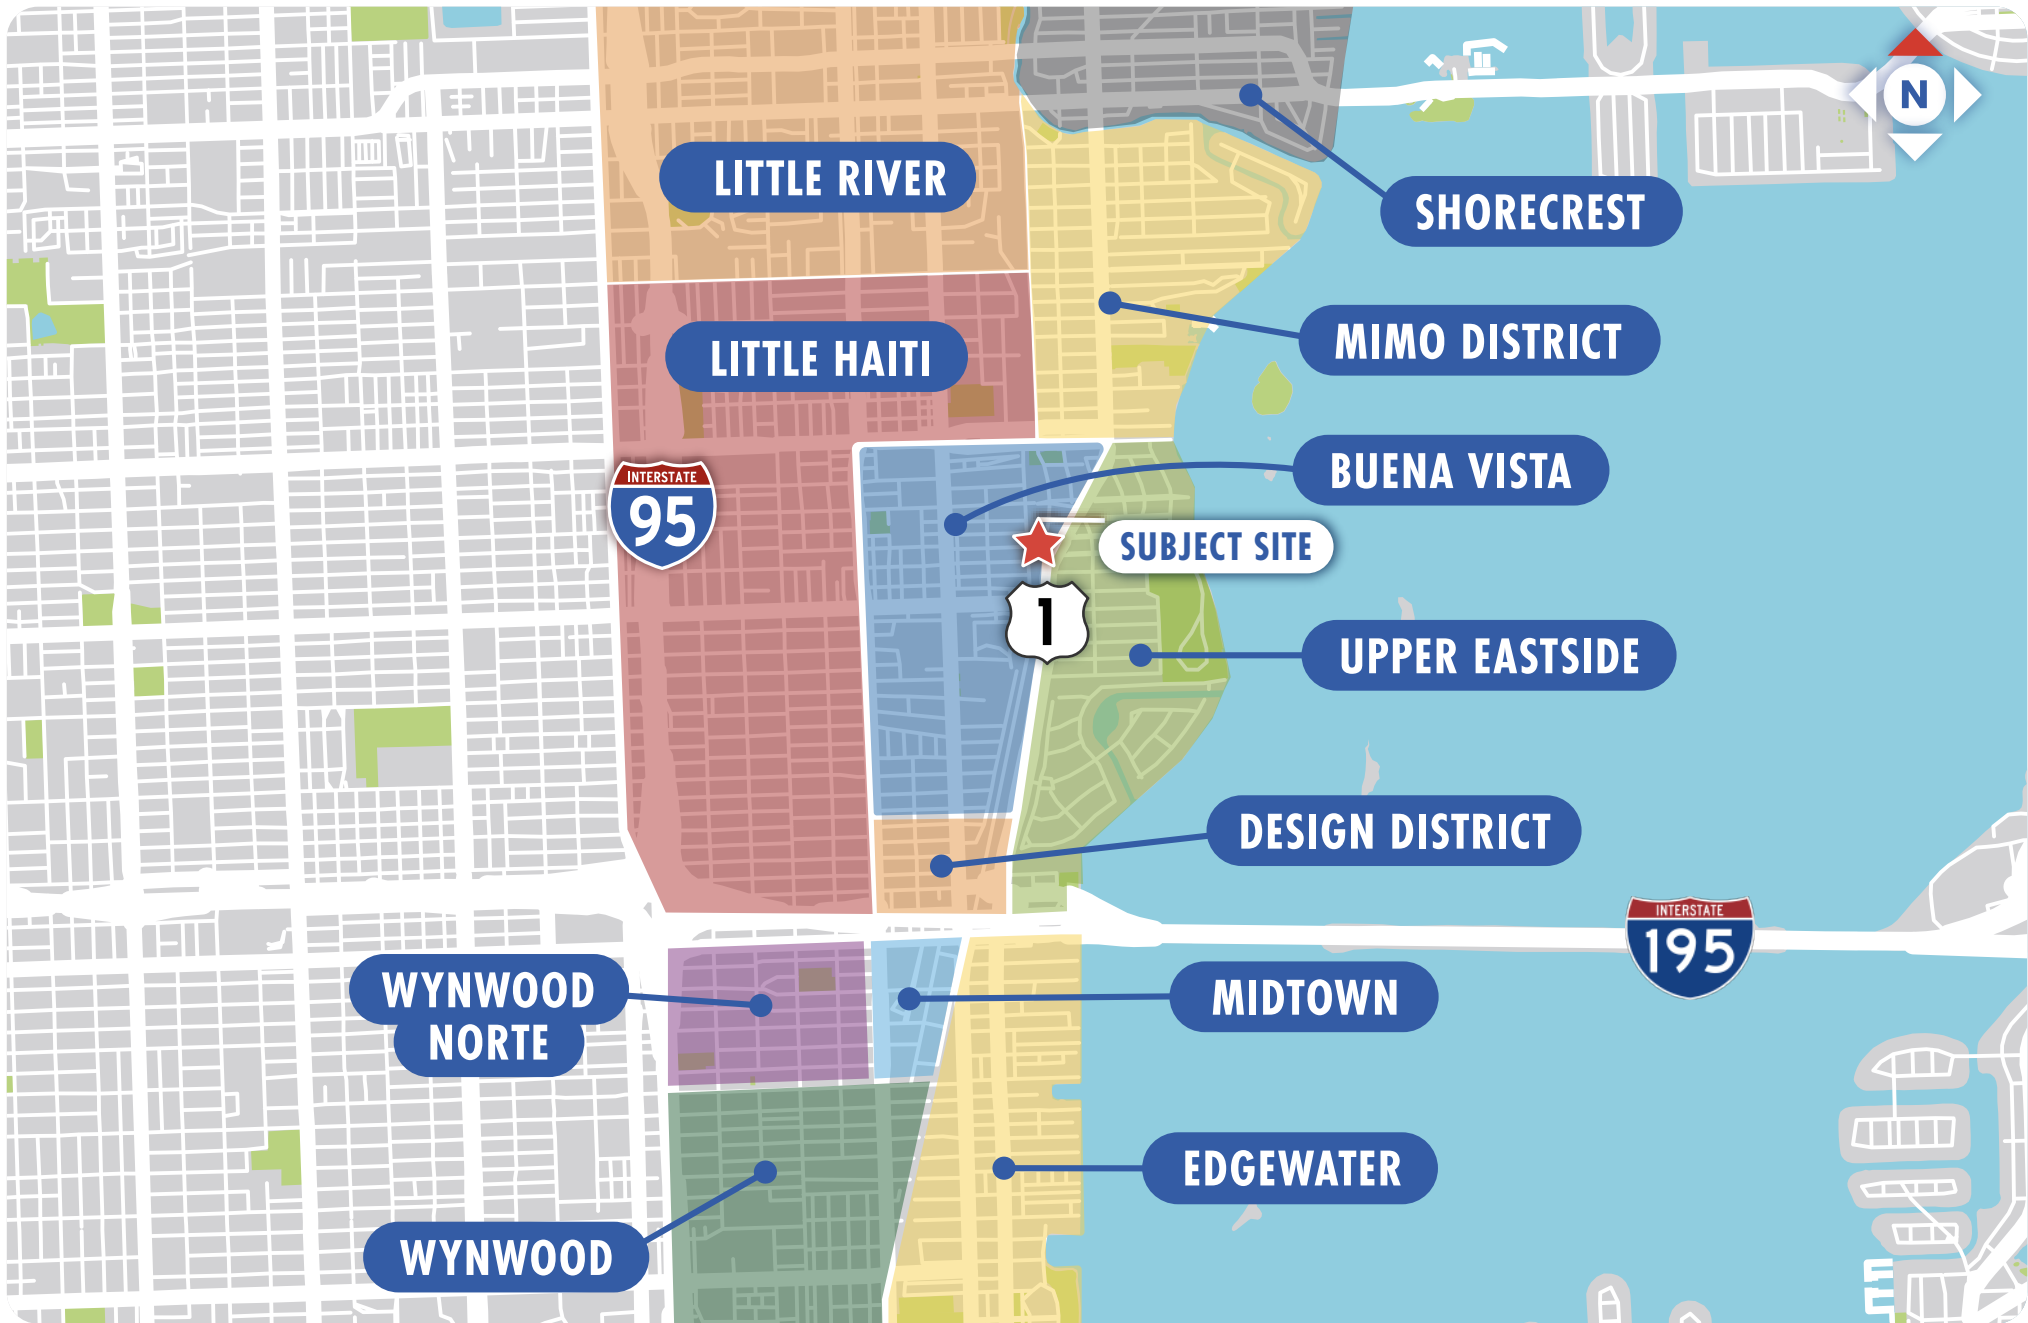 N
LITTLE RIVER
SHORECREST
MIMO DISTRICT
LITTLE HAITI
BUENA VISTA
INTERSTATE
95
SUBJECT SITE
1
UPPER EASTSIDE
DESIGN DISTRICT
INTERSTATE
195
WYNWOOD
NORTE
MIDTOWN
EDGEWATER
WYNWOOD